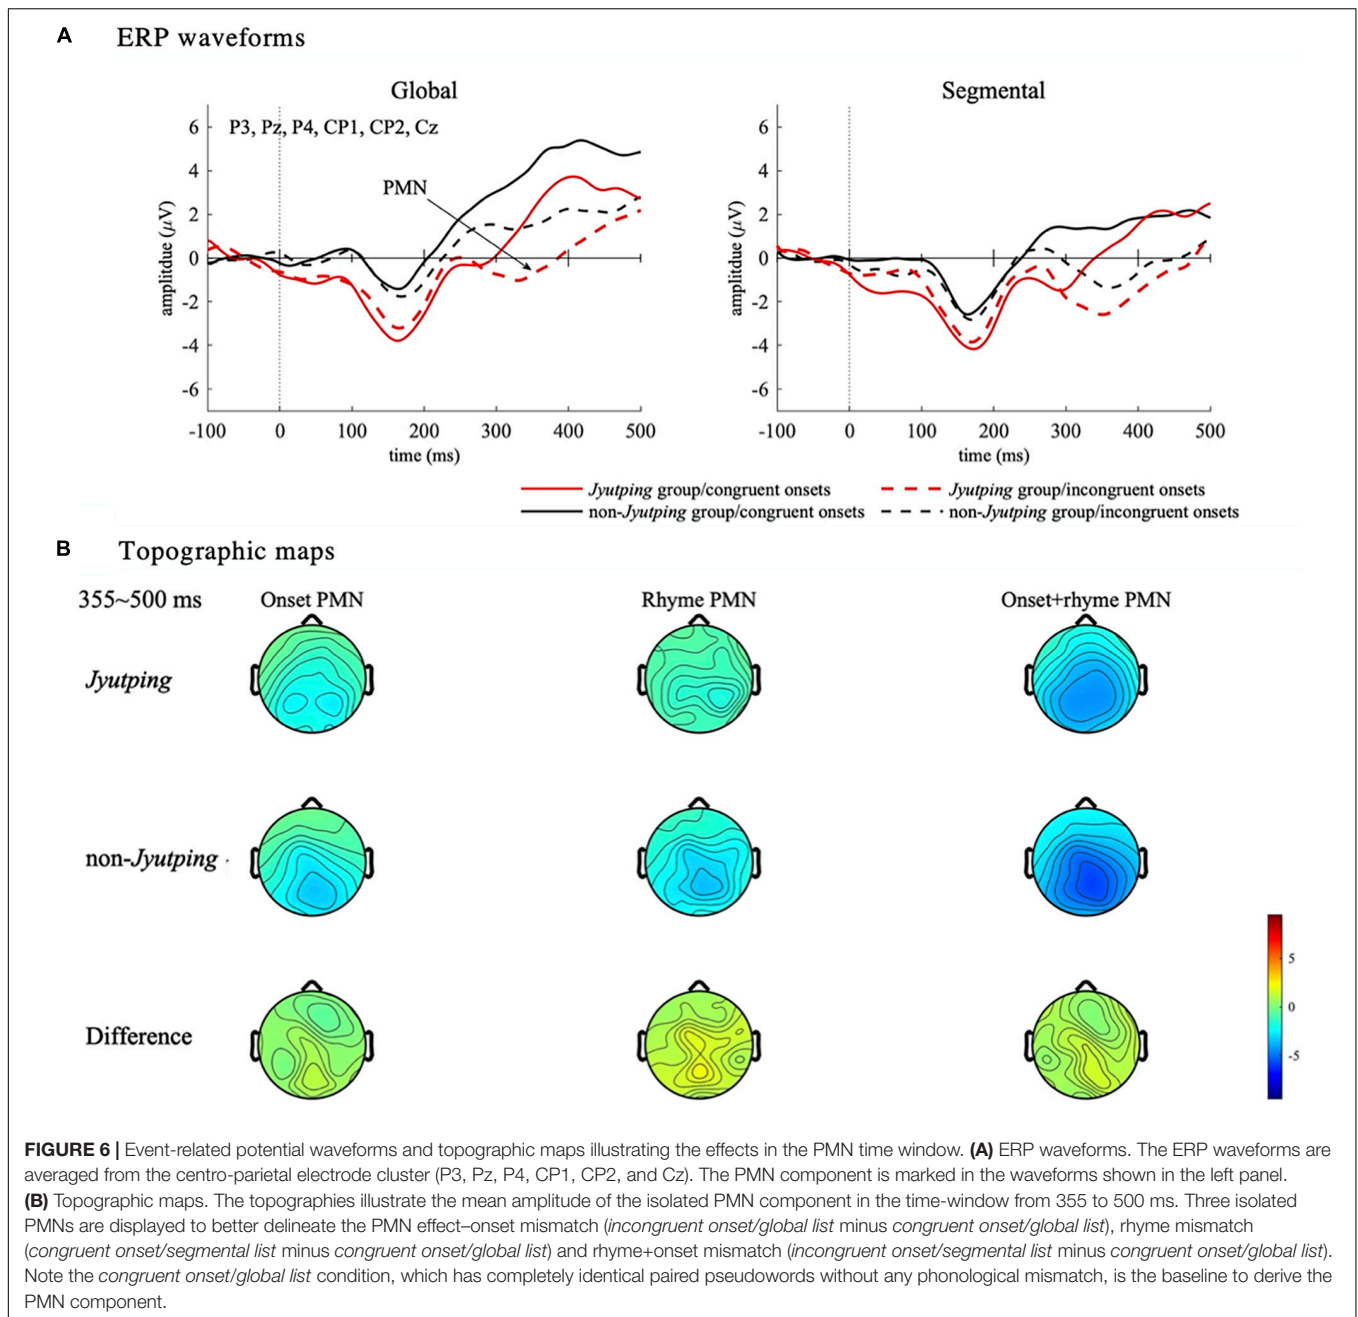 A ERP waveforms
Global
Segmental
P3, Pz, P4, CP1, CP2, Cz
PMN
amplitdue (μV)
6
4
2
0
-2
-4
-6
-100 0 100 200 300 400 500
time (ms)
amplitdue (μV)
6
4
2
0
-2
-4
-6
-100 0 100 200 300 400 500
time (ms)
Jyutping group/congruent onsets
Jyutping group/incongruent onsets
non-Jyutping group/congruent onsets
non-Jyutping group/incongruent onsets
B Topographic maps
355~500 ms
Onset PMN
Rhyme PMN
Onset+rhyme PMN
Jyutping
non-Jyutping
Difference
5
0
-5
FIGURE 6 | Event-related potential waveforms and topographic maps illustrating the effects in the PMN time window. (A) ERP waveforms. The ERP waveforms are
averaged from the centro-parietal electrode cluster (P3, Pz, P4, CP1, CP2, and Cz). The PMN component is marked in the waveforms shown in the left panel.
(B) Topographic maps. The topographies illustrate the mean amplitude of the isolated PMN component in the time-window from 355 to 500 ms. Three isolated
PMNs are displayed to better delineate the PMN effect–onset mismatch (incongruent onset/global list minus congruent onset/global list), rhyme mismatch
(congruent onset/segmental list minus congruent onset/global list) and rhyme+onset mismatch (incongruent onset/segmental list minus congruent onset/global list).
Note the congruent onset/global list condition, which has completely identical paired pseudowords without any phonological mismatch, is the baseline to derive the
PMN component.